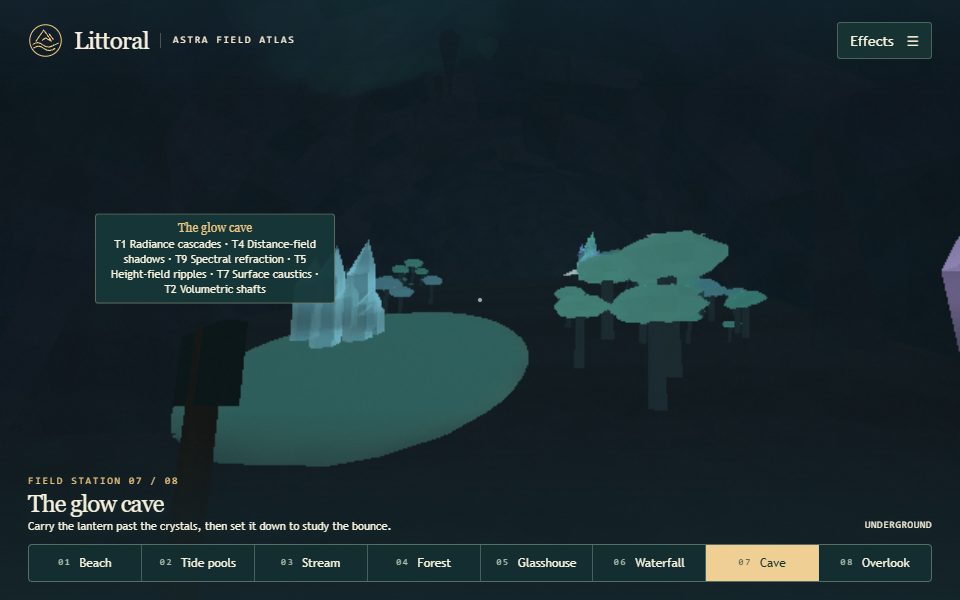 Littoral
ASTRA FIELD ATLAS
Effects
The glow cave
T1 Radiance cascades · T4 Distance-field
shadows · T9 Spectral refraction · T5
Height-field ripples · T7 Surface caustics ·
T2 Volumetric shafts
FIELD STATION 07 / 08
The glow cave
Carry the lantern past the crystals, then set it down to study the bounce.
UNDERGROUND
01 Beach
02 Tide pools
03 Stream
04 Forest
05 Glasshouse
06 Waterfall
07 Cave
08 Overlook